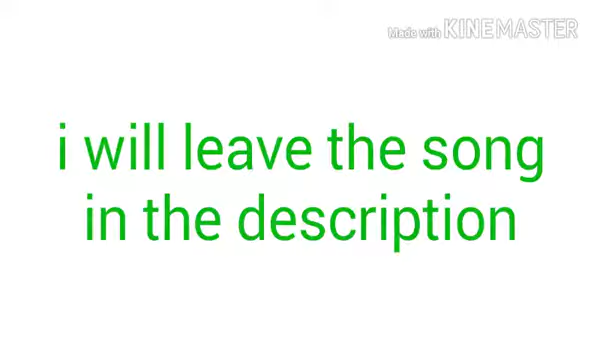 Made with KINEMASTER
i will leave the song
in the description